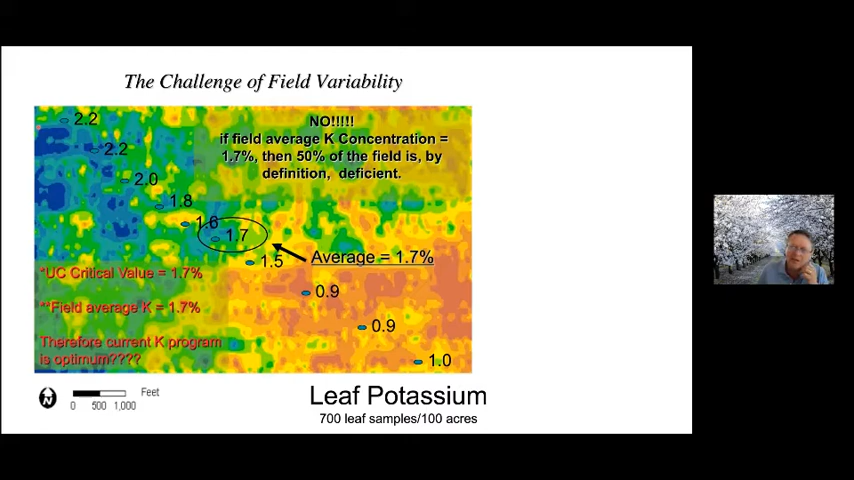 The Challenge of Field Variability
NO!!!!!
if field average K Concentration =
1.7%, then 50% of the field is, by
definition, deficient.
2.2
2.2
2.0
1.8
1.6
1.7
1.5
Average = 1.7%
*UC Critical Value = 1.7%
**Field average K = 1.7%
Therefore current K program
is optimum????
0.9
0.9
1.0
N
Feet
0 500 1,000
Leaf Potassium
700 leaf samples/100 acres